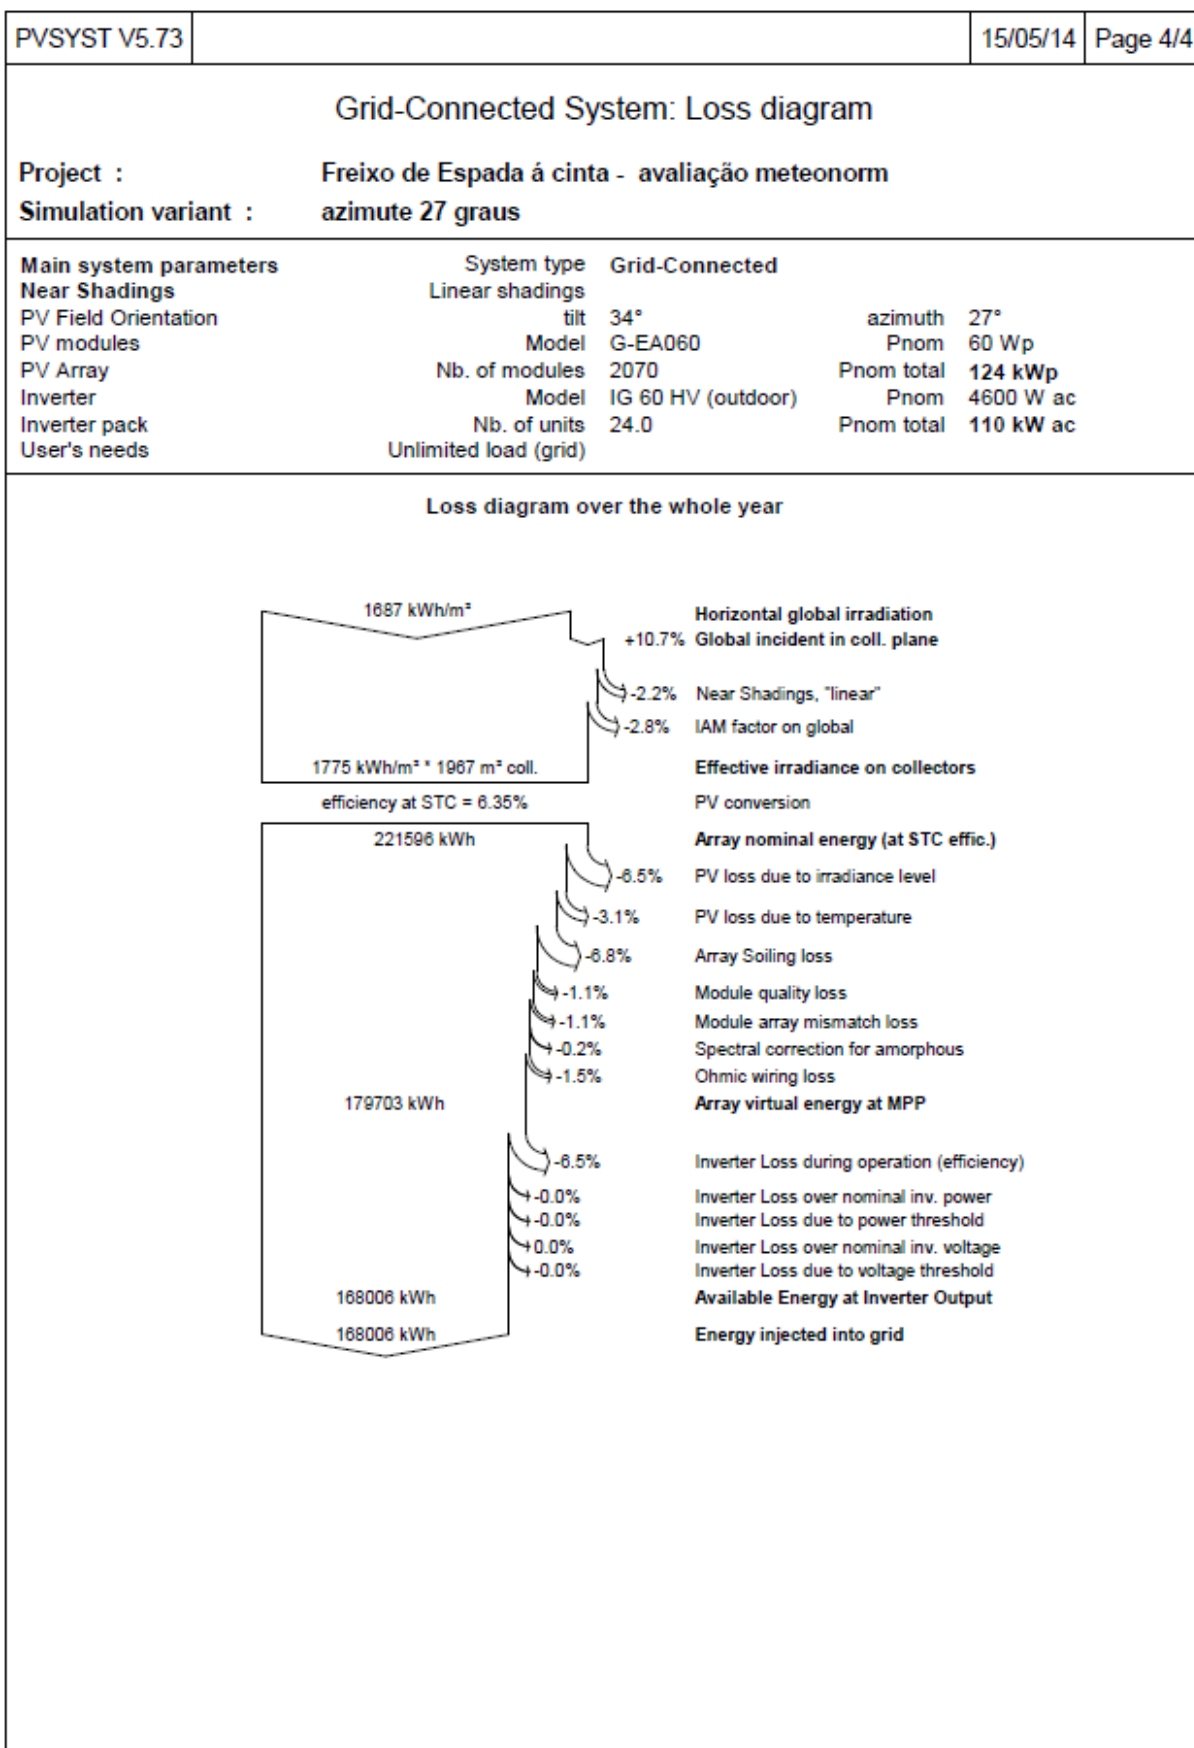 PVSYST V5.73 15/05/14 Page 4/4
Grid-Connected System: Loss diagram
Project : Freixo de Espada á cinta - avaliação meteonorm
Simulation variant : azimute 27 graus
Main system parameters System type Grid-Connected
Near Shadings Linear shadings
PV Field Orientation tilt 34° azimuth 27°
PV modules Model G-EA060 Pnom 60 Wp
PV Array Nb. of modules 2070 Pnom total 124 kWp
Inverter Model IG 60 HV (outdoor) Pnom 4600 W ac
Inverter pack Nb. of units 24.0 Pnom total 110 kW ac
User's needs Unlimited load (grid)
Loss diagram over the whole year
1687 kWh/m² Horizontal global irradiation
+10.7% Global incident in coll. plane
-2.2% Near Shadings, "linear"
-2.8% IAM factor on global
1775 kWh/m² * 1967 m² coll. Effective irradiance on collectors
efficiency at STC = 6.35% PV conversion
221596 kWh Array nominal energy (at STC effic.)
-6.5% PV loss due to irradiance level
-3.1% PV loss due to temperature
-6.8% Array Soiling loss
-1.1% Module quality loss
-1.1% Module array mismatch loss
-0.2% Spectral correction for amorphous
-1.5% Ohmic wiring loss
179703 kWh Array virtual energy at MPP
-6.5% Inverter Loss during operation (efficiency)
-0.0% Inverter Loss over nominal inv. power
-0.0% Inverter Loss due to power threshold
0.0% Inverter Loss over nominal inv. voltage
-0.0% Inverter Loss due to voltage threshold
168006 kWh Available Energy at Inverter Output
168006 kWh Energy injected into grid